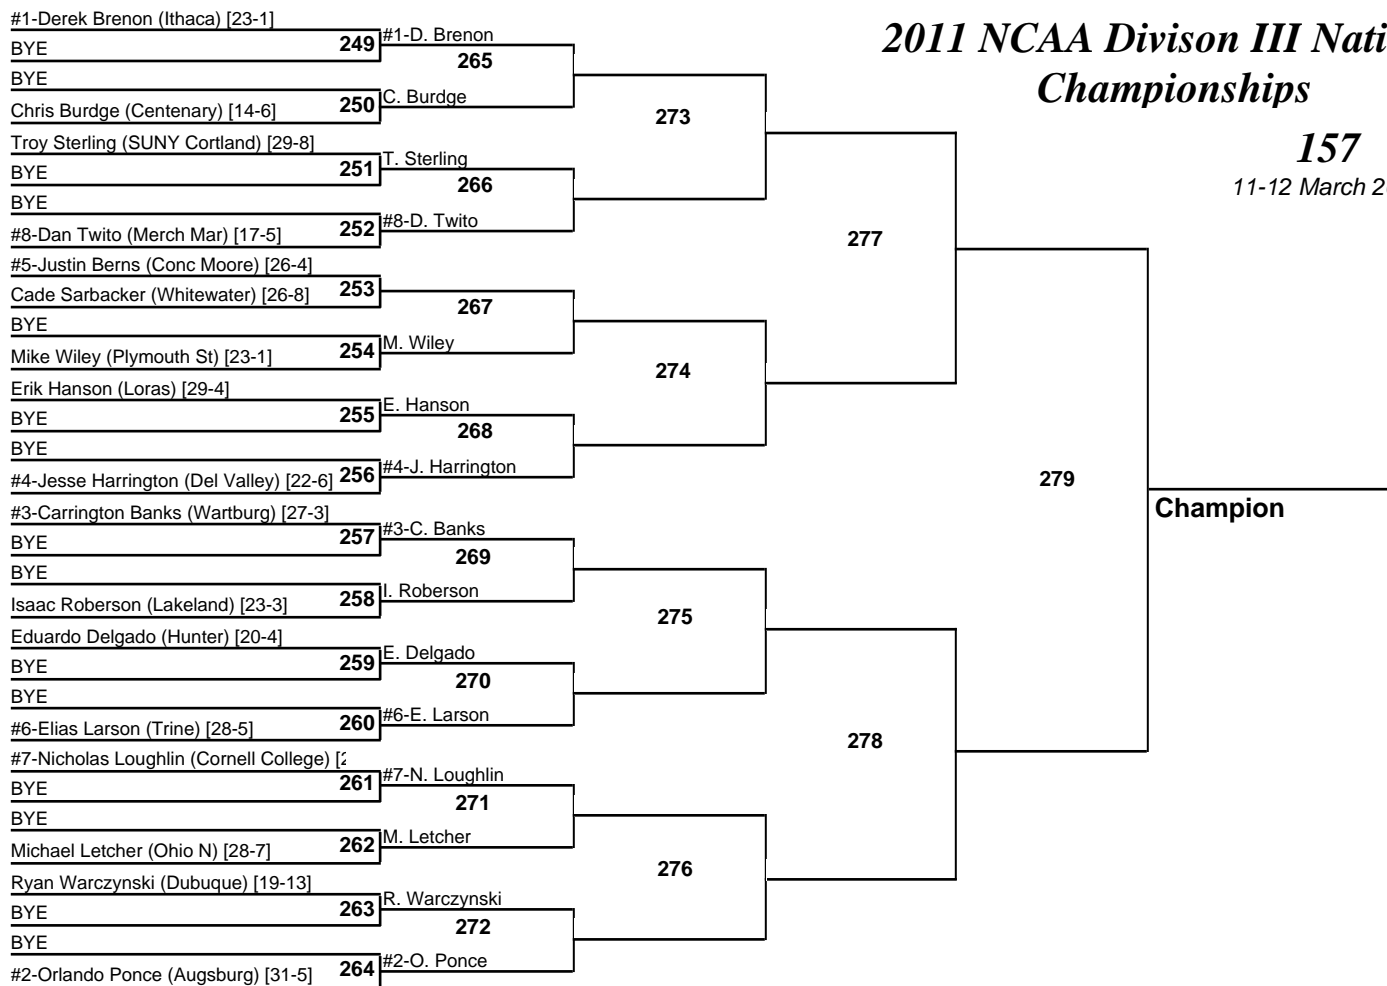 #1-Derek Brenon (Ithaca) [23-1]
BYE
249
#1-D. Brenon
265
BYE
C. Burdge
Chris Burdge (Centenary) [14-6]
250
273
Troy Sterling (SUNY Cortland) [29-8]
BYE
251
T. Sterling
266
BYE
#8-D. Twito
#8-Dan Twito (Merch Mar) [17-5]
252
277
#5-Justin Berns (Conc Moore) [26-4]
Cade Sarbacker (Whitewater) [26-8]
253
267
BYE
M. Wiley
Mike Wiley (Plymouth St) [23-1]
254
274
Erik Hanson (Loras) [29-4]
BYE
255
E. Hanson
268
BYE
#4-J. Harrington
#4-Jesse Harrington (Del Valley) [22-6]
256
279
Champion
#3-Carrington Banks (Wartburg) [27-3]
BYE
257
#3-C. Banks
269
BYE
I. Roberson
Isaac Roberson (Lakeland) [23-3]
258
275
Eduardo Delgado (Hunter) [20-4]
BYE
259
E. Delgado
270
BYE
#6-E. Larson
#6-Elias Larson (Trine) [28-5]
260
278
#7-Nicholas Loughlin (Cornell College) [
BYE
261
#7-N. Loughlin
271
BYE
M. Letcher
Michael Letcher (Ohio N) [28-7]
262
276
Ryan Warczynski (Dubuque) [19-13]
BYE
263
R. Warczynski
272
BYE
#2-O. Ponce
#2-Orlando Ponce (Augsburg) [31-5]
264
2011 NCAA Divison III Nati
Championships
157
11-12 March 2